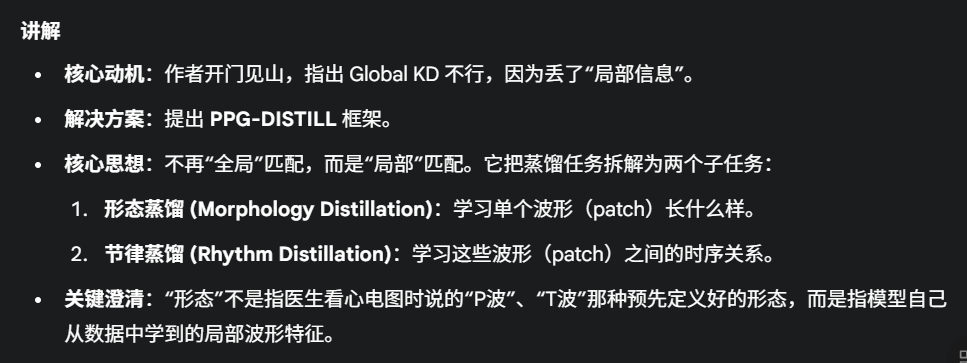 讲解
• 核心动机：作者开门见山，指出 Global KD 不行，因为丢了“局部信息”。
• 解决方案：提出 PPG-DISTILL 框架。
• 核心思想：不再“全局”匹配，而是“局部”匹配。它把蒸馏任务拆解为两个子任务：
1. 形态蒸馏 (Morphology Distillation)：学习单个波形（patch）长什么样。
2. 节律蒸馏 (Rhythm Distillation)：学习这些波形（patch）之间的时序关系。
• 关键澄清：“形态”不是指医生看心电图时说的“P波”、“T波”那种预先定义好的形态，而是指模型自己
从数据中学到的局部波形特征。